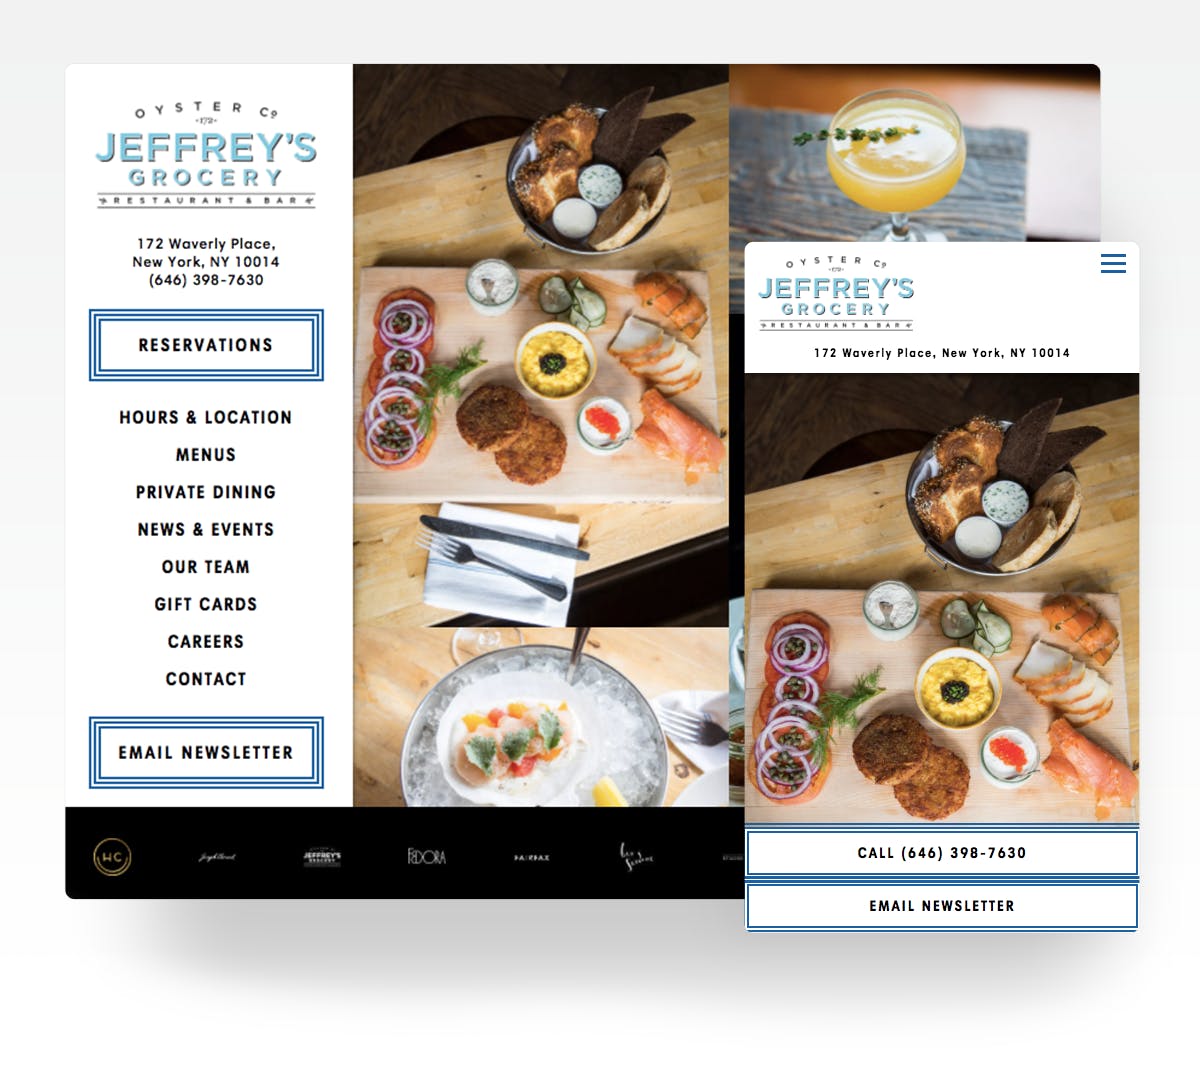 OYSTER Co
·172·
JEFFREY'S
GROCERY
RESTAURANT & BAR
172 Waverly Place,
New York, NY 10014
(646) 398-7630
RESERVATIONS
HOURS & LOCATION
MENUS
PRIVATE DINING
NEWS & EVENTS
OUR TEAM
GIFT CARDS
CAREERS
CONTACT
EMAIL NEWSLETTER
HC
JEFFREY'S
GROCERY
FEDORA
FAIRFAX
OYSTER Co
·172·
JEFFREY'S
GROCERY
RESTAURANT & BAR
172 Waverly Place, New York, NY 10014
CALL (646) 398-7630
EMAIL NEWSLETTER